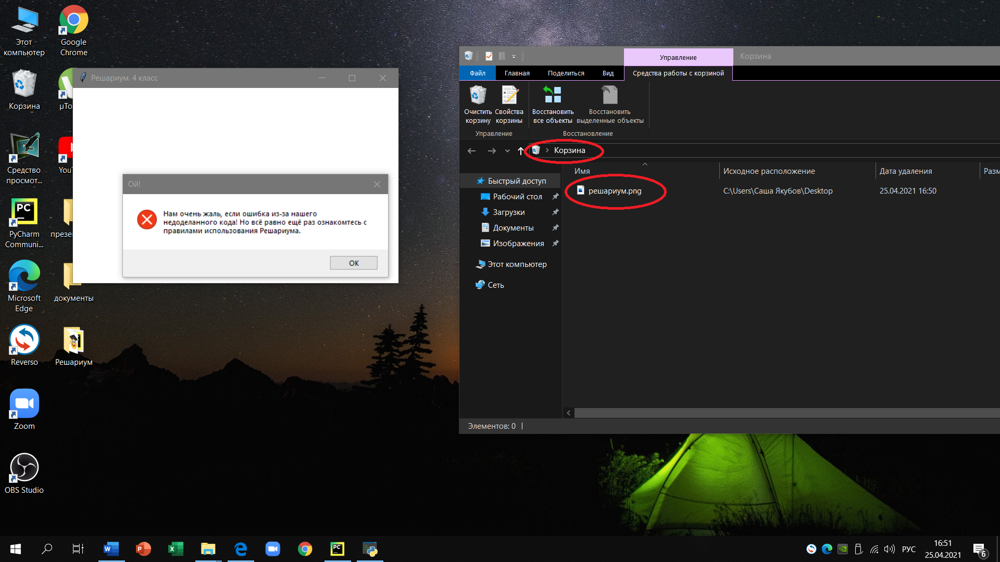 Этот
компьютер
Google
Chrome
Корзина
µTo
Средство
просмот...
YouT
PyCharm
Communi...
презе
Microsoft
Edge
документы
Reverso
Решариум
Zoom
OBS Studio
Решариум. 4 класс
Ой!
Нам очень жаль, если ошибка из-за нашего
недоделанного кода! Но всё равно ещё раз ознакомтесь с
правилами использования Решариума.
OK
Управление
Корзина
Файл
Главная
Поделиться
Вид
Средства работы с корзиной
Очистить
корзину
Свойства
корзины
Восстановить
все объекты
Восстановить
выделенные объекты
Управление
Восстановление
Корзина
Имя
Исходное расположение
Дата удаления
Разм
Быстрый доступ
Рабочий стол
Загрузки
Документы
Изображения
Этот компьютер
Сеть
решариум.png
C:\Users\Саша Якубов\Desktop
25.04.2021 16:50
Элементов: 0
РУС
16:51
25.04.2021
6